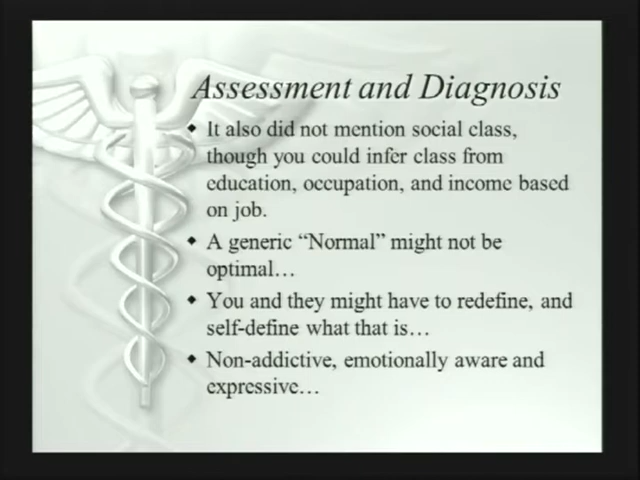 Assessment and Diagnosis
◆ It also did not mention social class,
though you could infer class from
education, occupation, and income based
on job.
◆ A generic “Normal” might not be
optimal…
◆ You and they might have to redefine, and
self-define what that is…
◆ Non-addictive, emotionally aware and
expressive…